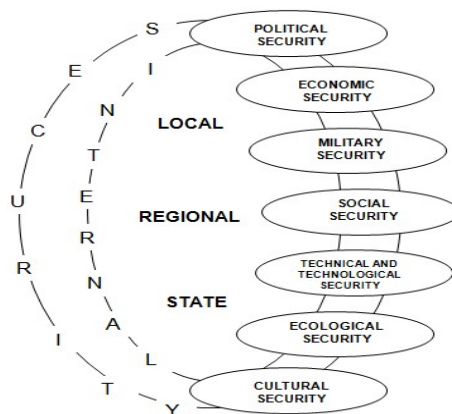 SECURITY
INTERNAL
LOCAL
REGIONAL
STATE
POLITICAL
SECURITY
ECONOMIC
SECURITY
MILITARY
SECURITY
SOCIAL
SECURITY
TECHNICAL AND
TECHNOLOGICAL
SECURITY
ECOLOGICAL
SECURITY
CULTURAL
SECURITY